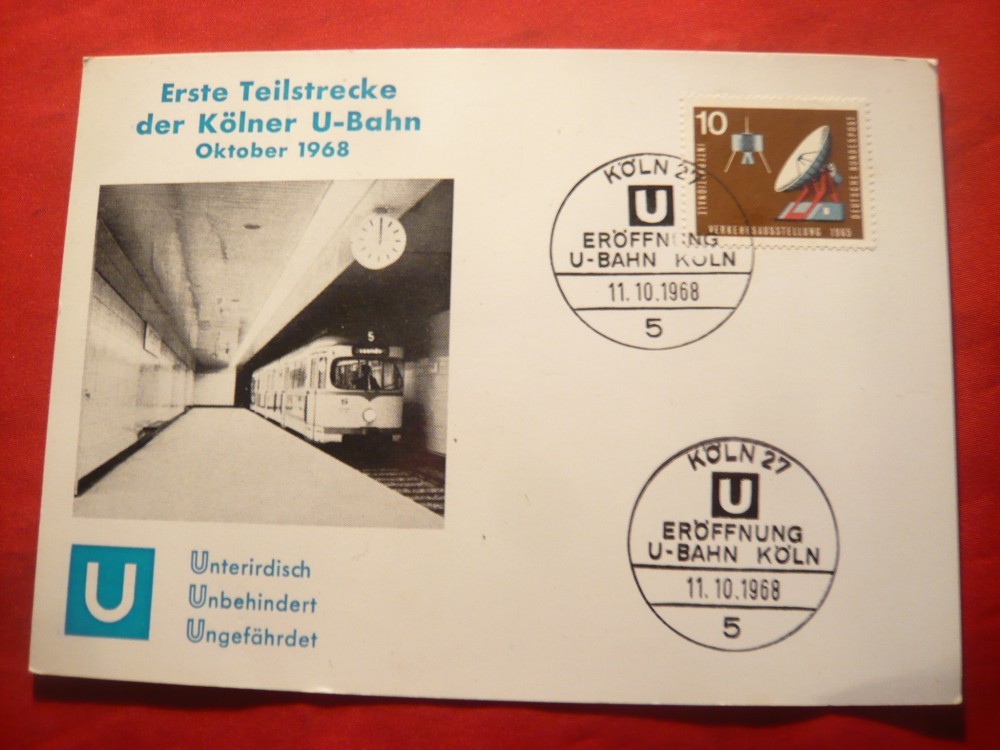 Erste Teilstrecke
der Kölner U-Bahn
Oktober 1968
10
INTERNATIONALE
VERKEHRSAUSSTELLUNG 1965
DEUTSCHE BUNDESPOST
KÖLN 27
U
ERÖFFNUNG
U-BAHN KÖLN
11.10.1968
5
5
U
Unterirdisch
Unbehindert
Ungefährdet
KÖLN 27
U
ERÖFFNUNG
U-BAHN KÖLN
11.10.1968
5